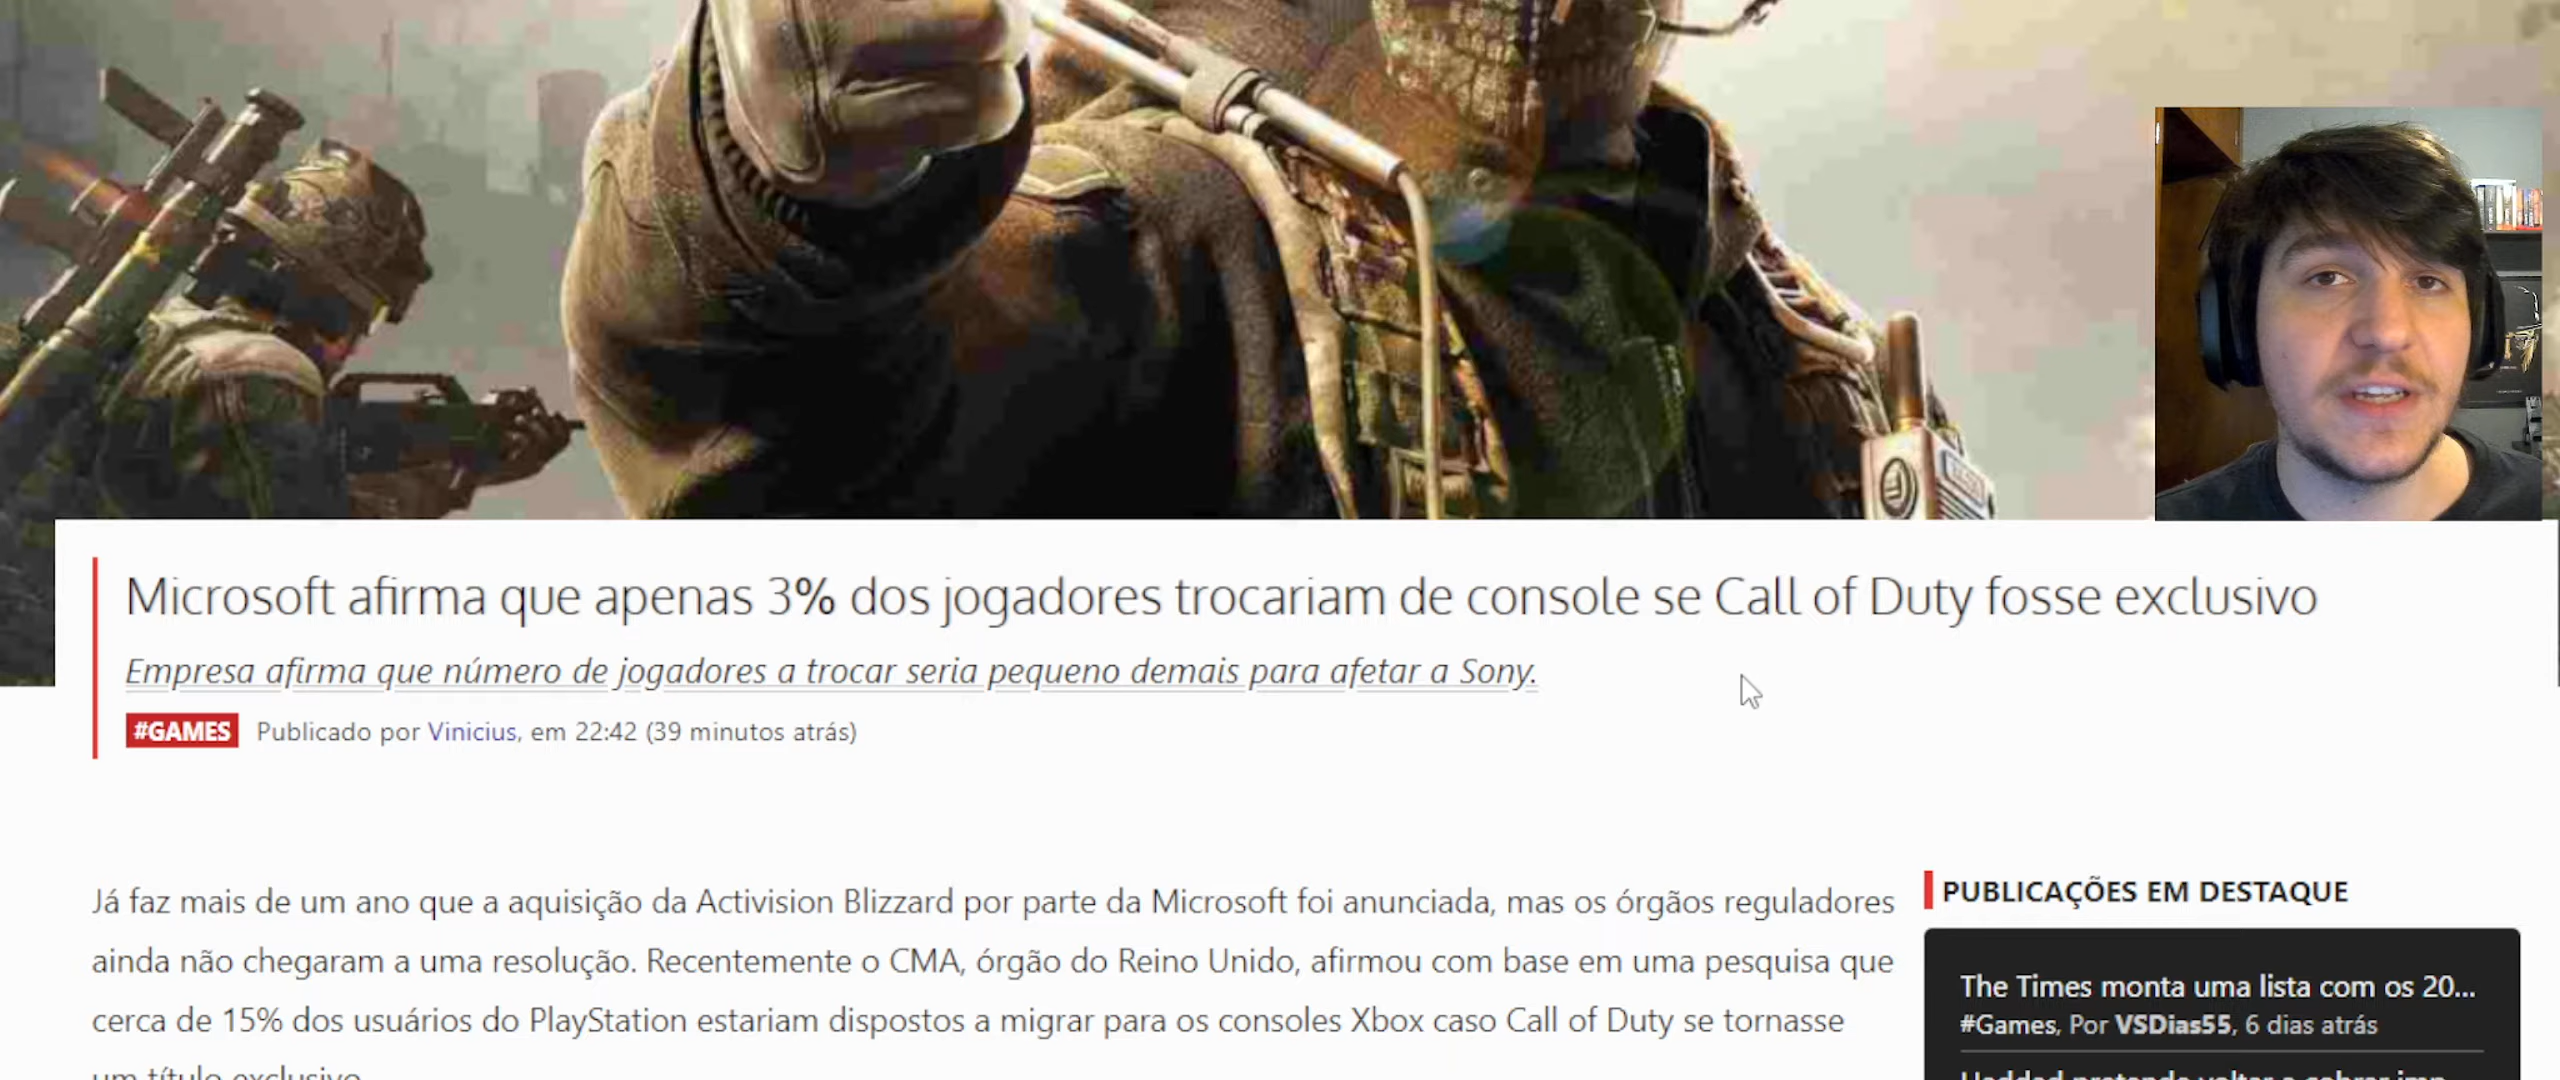 Microsoft afirma que apenas 3% dos jogadores trocariam de console se Call of Duty fosse exclusivo
Empresa afirma que número de jogadores a trocar seria pequeno demais para afetar a Sony.
#GAMES Publicado por Vinicius, em 22:42 (39 minutos atrás)
Já faz mais de um ano que a aquisição da Activision Blizzard por parte da Microsoft foi anunciada, mas os órgãos reguladores
ainda não chegaram a uma resolução. Recentemente o CMA, órgão do Reino Unido, afirmou com base em uma pesquisa que
cerca de 15% dos usuários do PlayStation estariam dispostos a migrar para os consoles Xbox caso Call of Duty se tornasse
um título exclusivo.
PUBLICAÇÕES EM DESTAQUE
The Times monta uma lista com os 20...
#Games, Por VSDias55, 6 dias atrás
Haddad pretende voltar a cobrar imp...